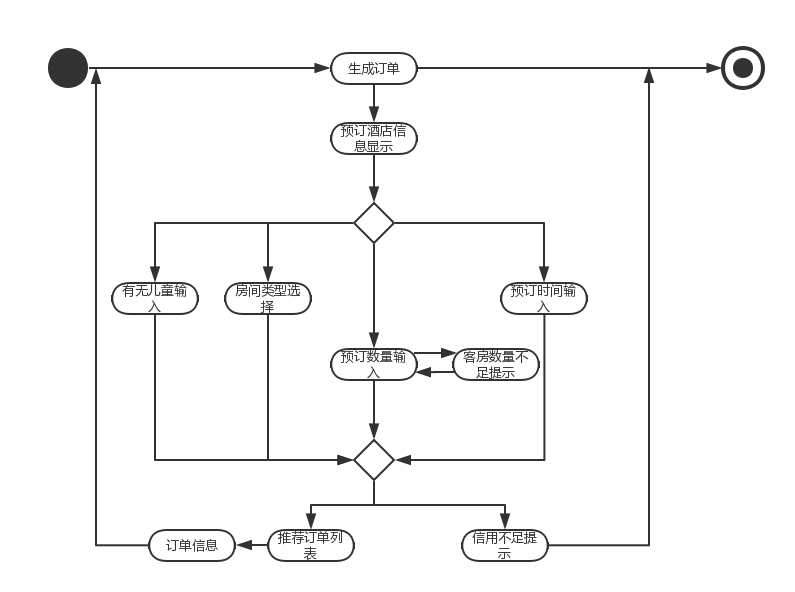 生成订单
预订酒店信
息显示
有无儿童输
入
房间类型选
择
预订时间输
入
预订数量输
入
客房数量不
足提示
订单信息
推荐订单列
表
信用不足提
示